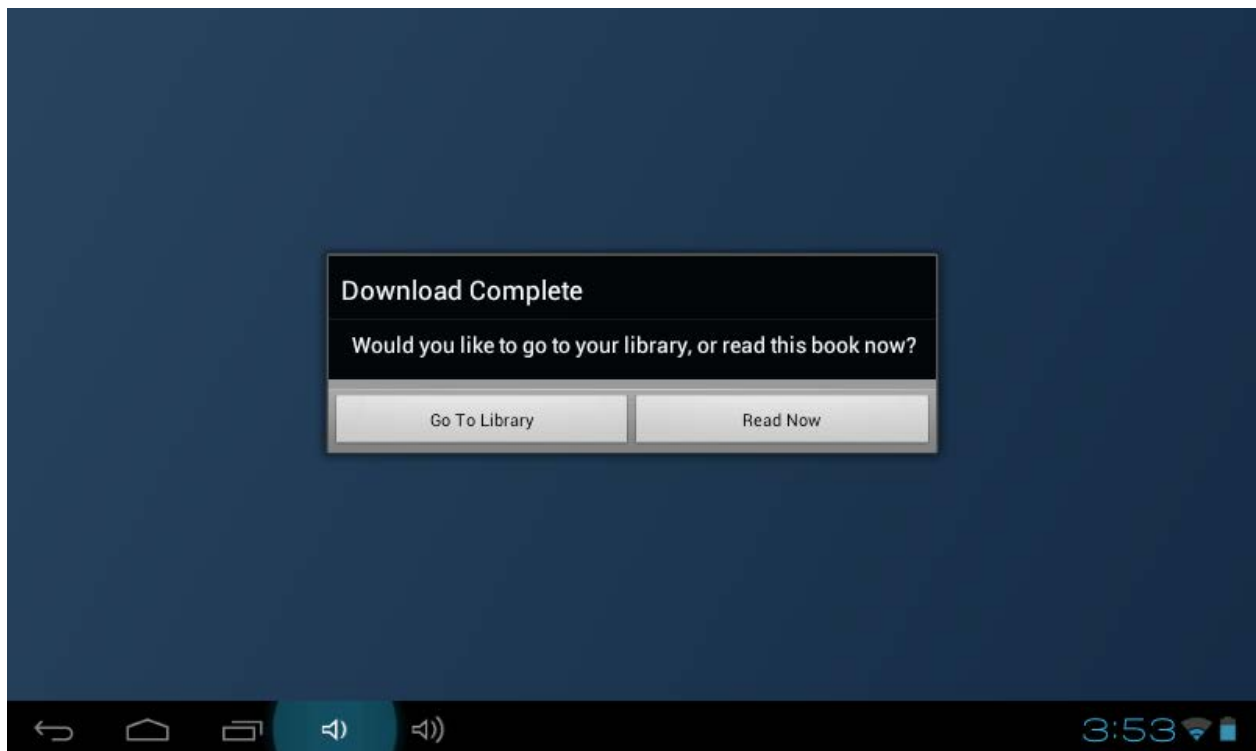 Download Complete
Would you like to go to your library, or read this book now?
Go To Library
Read Now
3:53